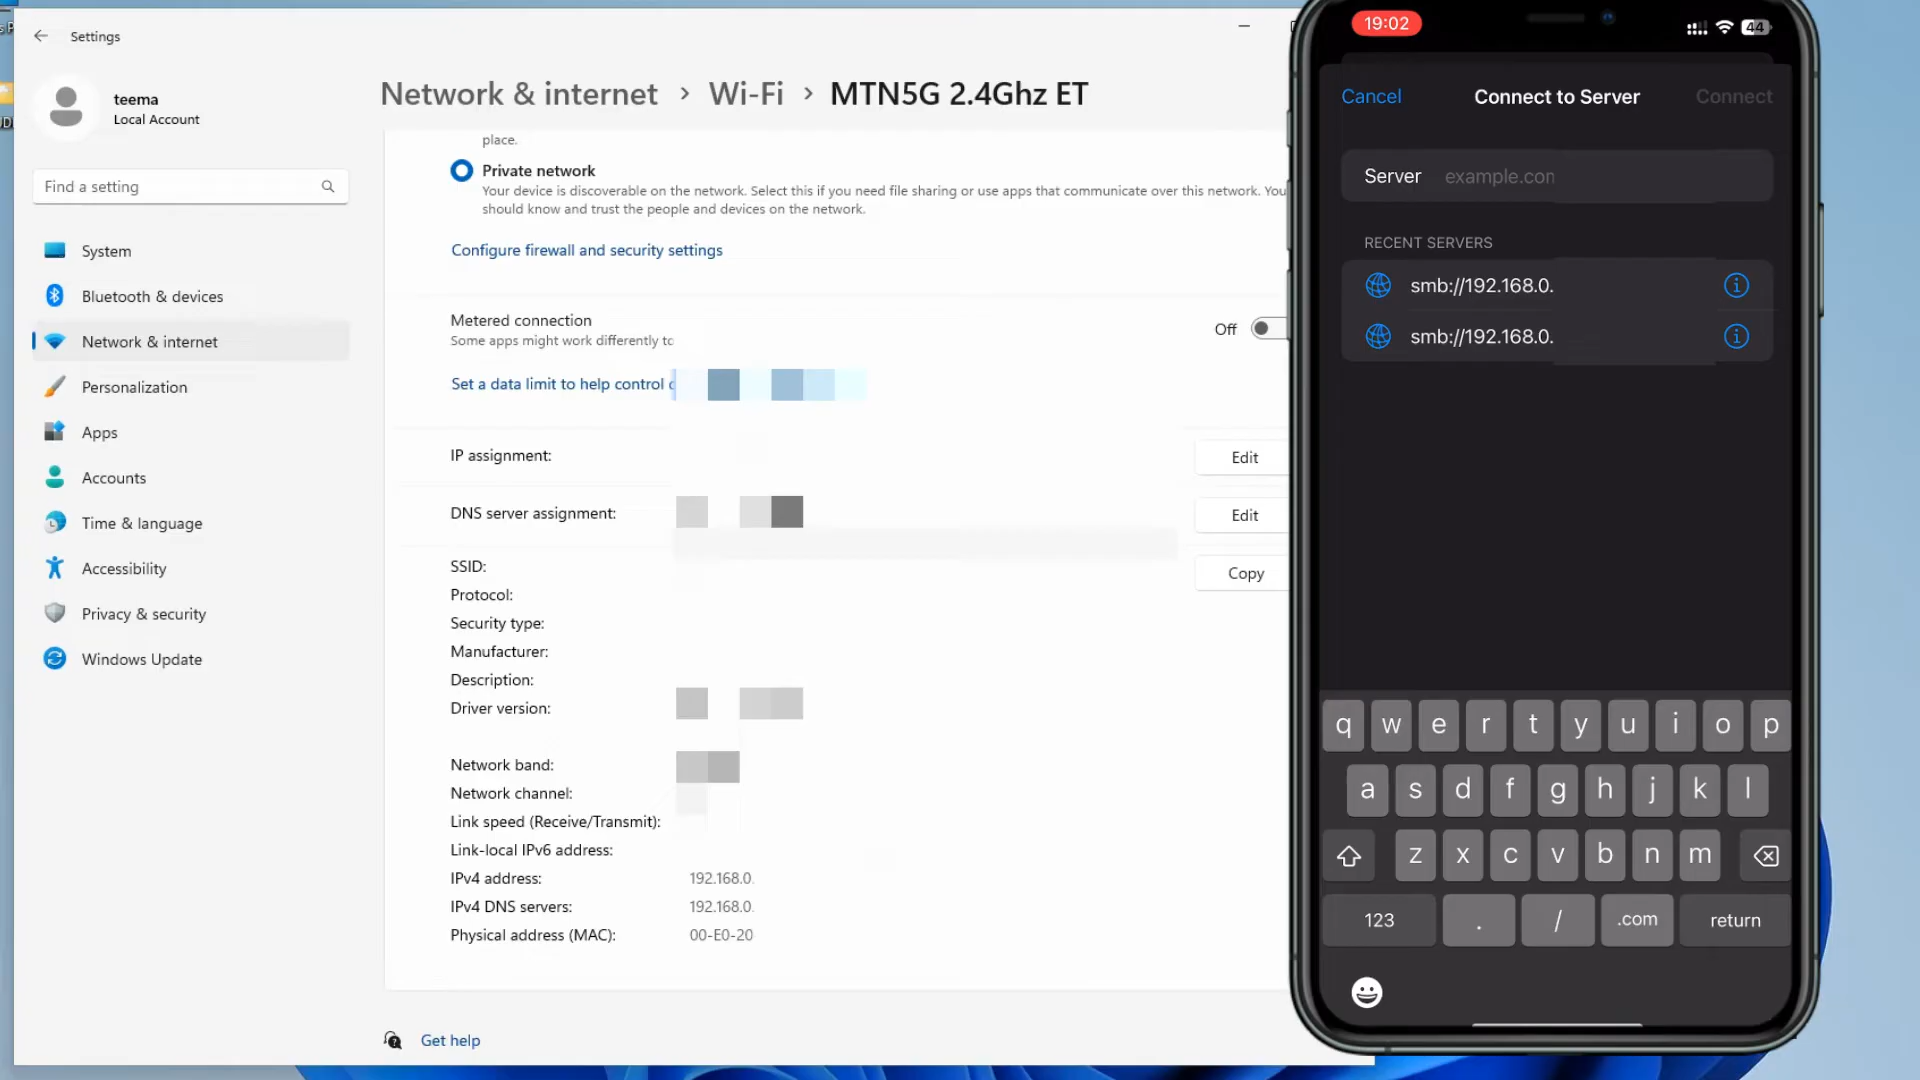 Settings
teema
Local Account
Find a setting
System
Bluetooth & devices
Network & internet
Personalization
Apps
Accounts
Time & language
Accessibility
Privacy & security
Windows Update
Network & internet > Wi-Fi > MTN5G 2.4Ghz ET
place.
Private network
Your device is discoverable on the network. Select this if you need file sharing or use apps that communicate over this network. You
should know and trust the people and devices on the network.
Configure firewall and security settings
Metered connection
Off
Some apps might work differently to
Set a data limit to help control
IP assignment:
Edit
DNS server assignment:
Edit
SSID:
Copy
Protocol:
Security type:
Manufacturer:
Description:
Driver version:
Network band:
Network channel:
Link speed (Receive/Transmit):
Link-local IPv6 address:
IPv4 address: 192.168.0.
IPv4 DNS servers: 192.168.0.
Physical address (MAC): 00-E0-20
Get help
19:02
44
Cancel Connect to Server Connect
Server example.con
RECENT SERVERS
smb://192.168.0.
smb://192.168.0.
q w e r t y u i o p
a s d f g h j k l
z x c v b n m
123 . / .com return